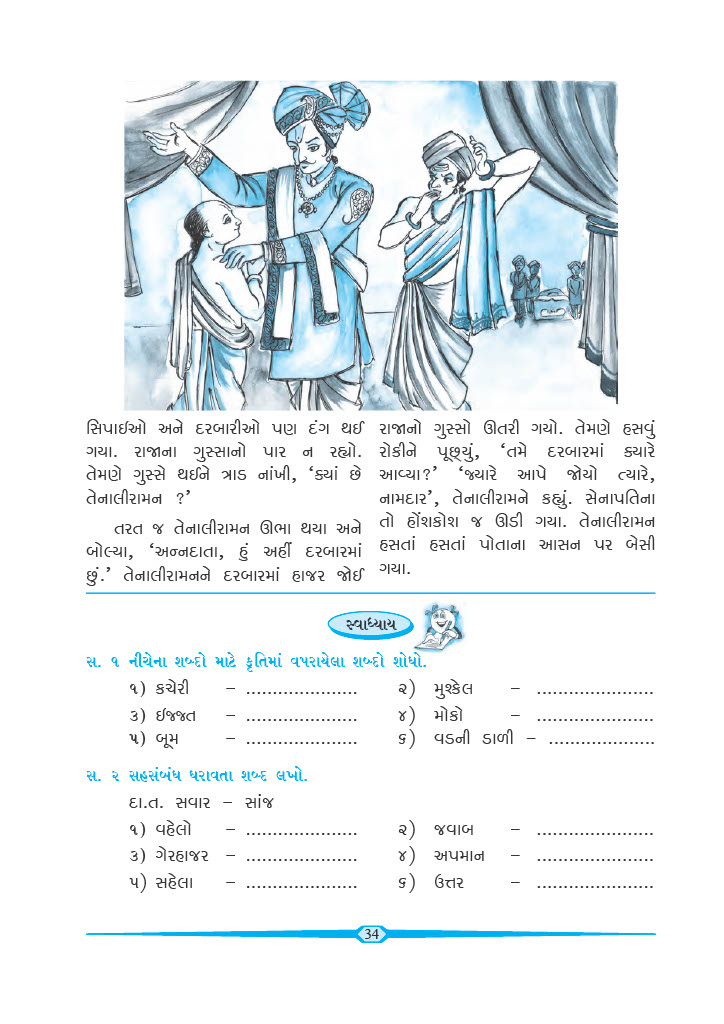 સિપાઈઓ અને દરબારીઓ પણ દંગ થઈ
ગયા. રાજાના ગુસ્સાનો પાર ન રહ્યો.
તેમણે ગુસ્સે થઈને ત્રાડ નાંખી, ‘ક્યાં છે
તેનાલીરામન ?’
તરત જ તેનાલીરામન ઊભા થયા અને
બોલ્યા, ‘અન્નદાતા, હું અહીં દરબારમાં
છું.’ તેનાલીરામનને દરબારમાં હાજર જોઈ
રાજાનો ગુસ્સો ઊતરી ગયો. તેમણે હસવું
રોકીને પૂછ્યું, ‘તમે દરબારમાં ક્યારે
આવ્યા?’ ‘જ્યારે આપે જોયો ત્યારે,
નામદાર’, તેનાલીરામને કહ્યું. સેનાપતિના
તો હોંશકોશ જ ઊડી ગયા. તેનાલીરામન
હસતાં હસતાં પોતાના આસન પર બેસી
ગયા.
સ્વાધ્યાય
સ. ૧ નીચેના શબ્દો માટે કૃતિમાં વપરાયેલા શબ્દો શોધો.
૧) કચેરી – ..................... ૨) મુશ્કેલ – ......................
૩) ઈજ્જત – ..................... ૪) મોકો – ......................
૫) બૂમ – ..................... ૬) વડની ડાળી – ....................
સ. ૨ સહસંબંધ ધરાવતા શબ્દ લખો.
દા.ત. સવાર – સાંજ
૧) વહેલો – ..................... ૨) જવાબ – ......................
૩) ગેરહાજર – ..................... ૪) અપમાન – ......................
૫) સહેલા – ..................... ૬) ઉત્તર – ......................
34